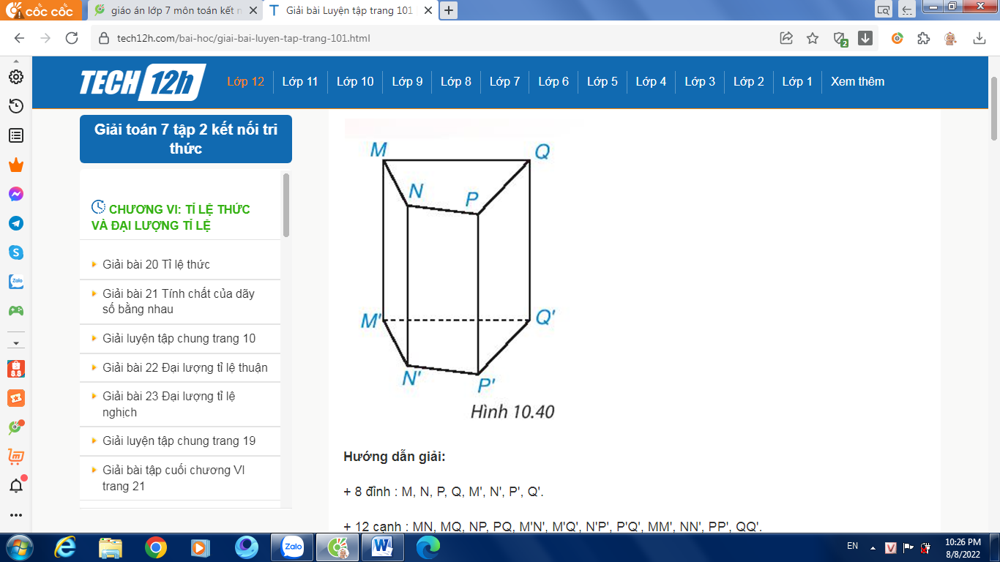 cốc cốc
giáo án lớp 7 môn toán kết n
Giải bài Luyện tập trang 101
tech12h.com/bai-hoc/giai-bai-luyen-tap-trang-101.html
2
TECH 12h
Lớp 12
Lớp 11
Lớp 10
Lớp 9
Lớp 8
Lớp 7
Lớp 6
Lớp 5
Lớp 4
Lớp 3
Lớp 2
Lớp 1
Xem thêm
Giải toán 7 tập 2 kết nối tri
thức
CHƯƠNG VI: TỈ LỆ THỨC
VÀ ĐẠI LƯỢNG TỈ LỆ
Giải bài 20 Tỉ lệ thức
Giải bài 21 Tính chất của dãy
số bằng nhau
Giải luyện tập chung trang 10
Giải bài 22 Đại lượng tỉ lệ thuận
Giải bài 23 Đại lượng tỉ lệ
nghịch
Giải luyện tập chung trang 19
Giải bài tập cuối chương VI
trang 21
Zalo
8.8
M
Q
N
P
M'
Q'
N'
P'
Hình 10.40
Hướng dẫn giải:
+ 8 đỉnh : M, N, P, Q, M', N', P', Q'.
+ 12 cạnh : MN, MQ, NP, PQ, M'N', M'Q', N'P', P'Q', MM', NN', PP', QQ'.
Zalo
EN
10:26 PM
8/8/2022